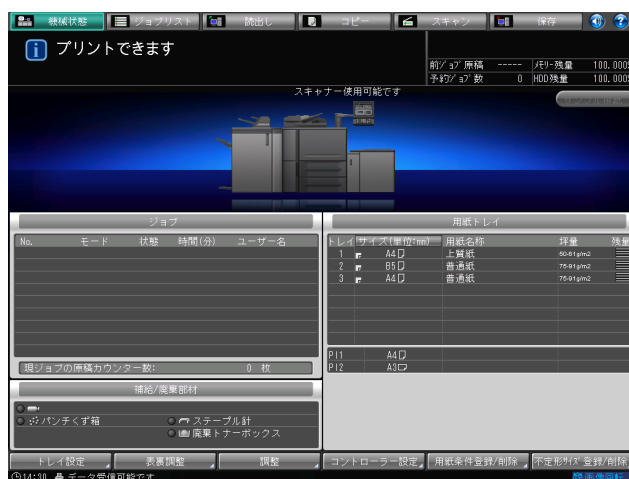 機械状態 ジョブリスト 読出し コピー スキャン 保存
プリントできます
前ジョブ原稿 ----- メモリー残量 100.000
予約ジョブ数 0 HDD残量 100.000
スキャナー使用可能です
ジョブ
No. モード 状態 時間(分) ユーザー名
現ジョブの原稿カウンター数: 0 枚
補給/廃棄部材
パンチくず箱 ステープル針
廃棄トナーボックス
用紙トレイ
トレイ サイズ(単位:mm) 用紙名称 坪量 残量
1 A4 上質紙 50-61g/m2
2 B5 普通紙 75-91g/m2
3 A4 普通紙 75-91g/m2
PI1 A4
PI2 A3
トレイ設定 表裏調整 調整 コントローラー設定 用紙条件登録/削除 不定形サイズ登録/削除
14:30 データ受信可能です 画像回転